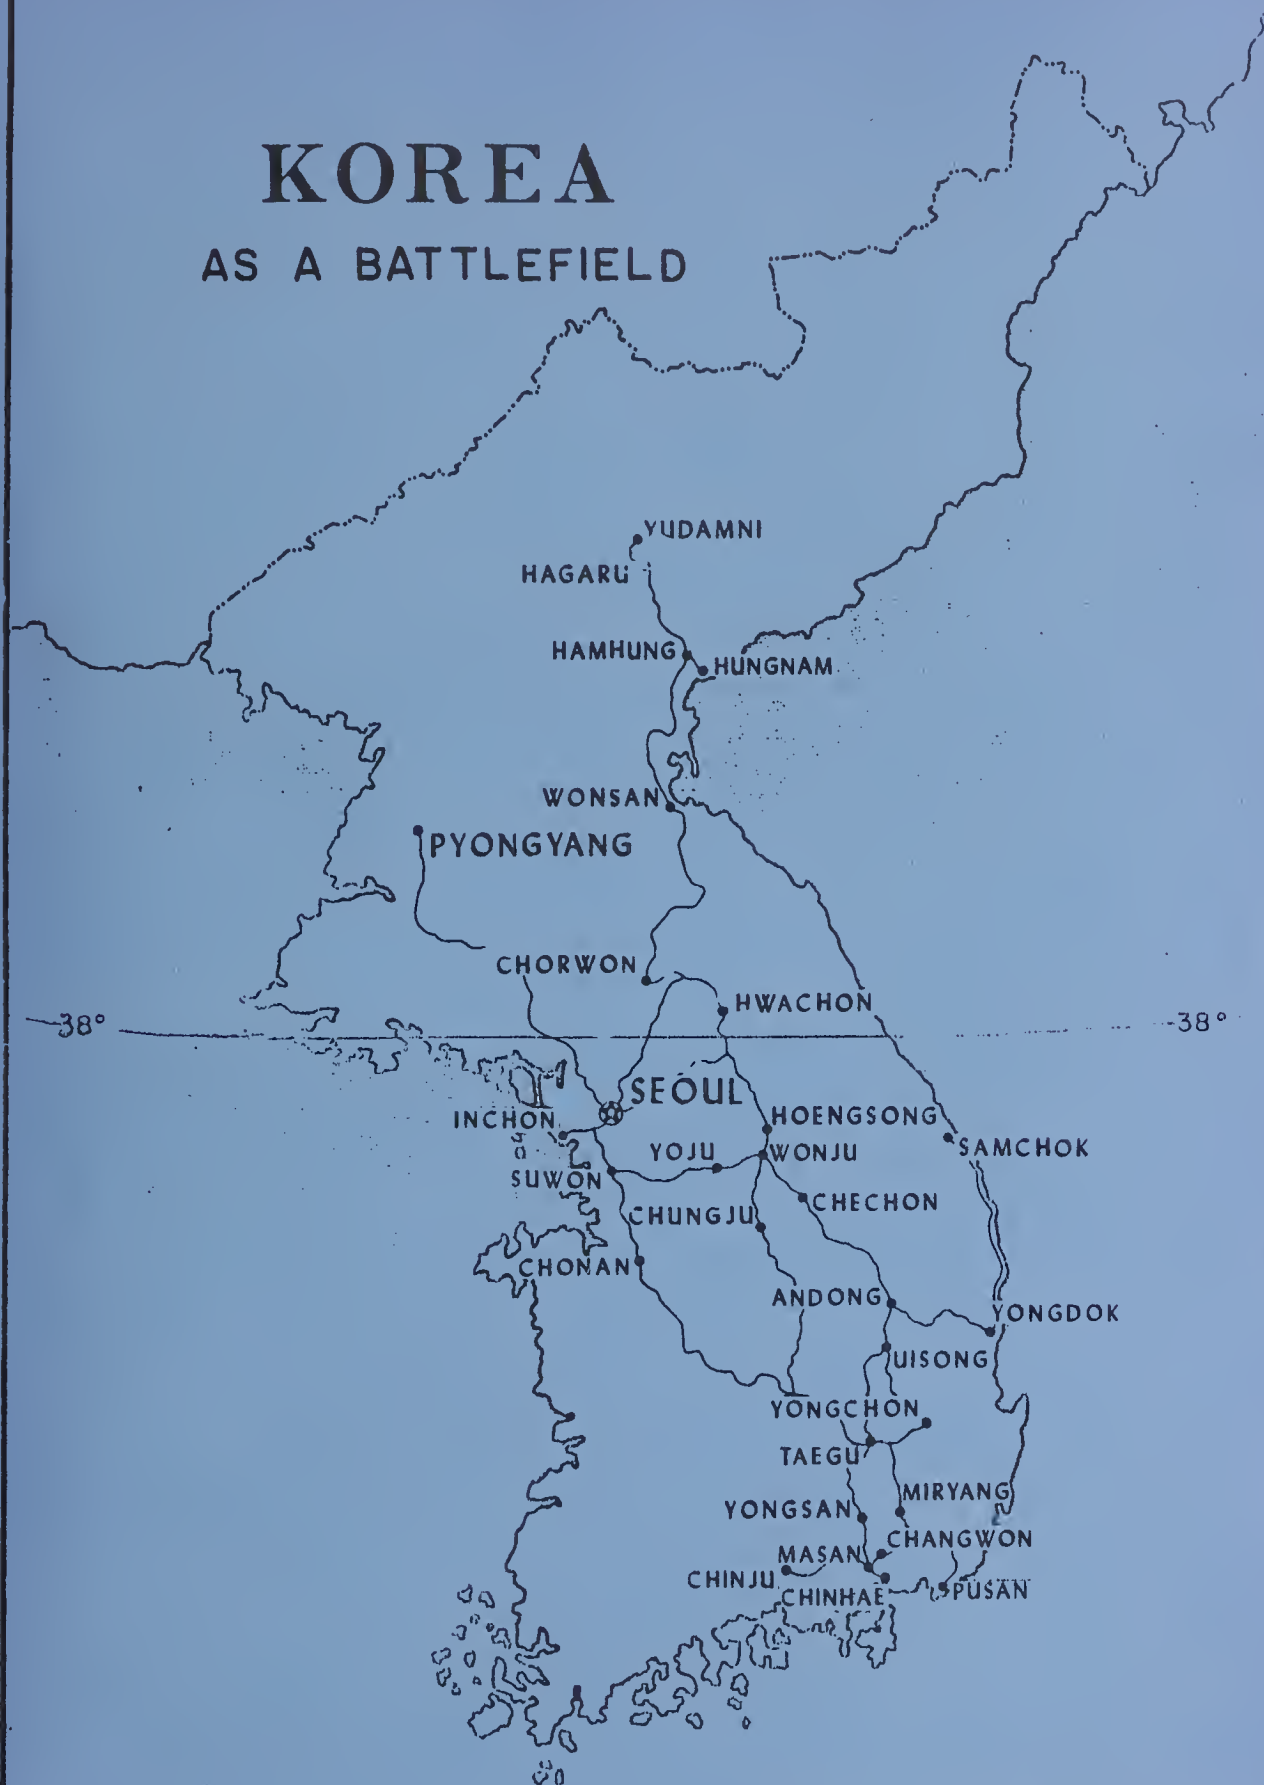 KOREA
AS A BATTLEFIELD
YUDAMNI
HAGARU
HAMHUNG
HUNGNAM
WONSAN
PYONGYANG
CHORWON
HWACHON
38°
38°
SEOUL
INCHON
HOENGSONG
SAMCHOK
YOJU
WONJU
SUWON
CHECHON
CHUNGJU
CHONAN
ANDONG
YONGDOK
UISONG
YONGCHON
TAEGU
MIRYANG
YONGSAN
CHANGWON
MASAN
CHINJU
CHINHAE
PUSAN